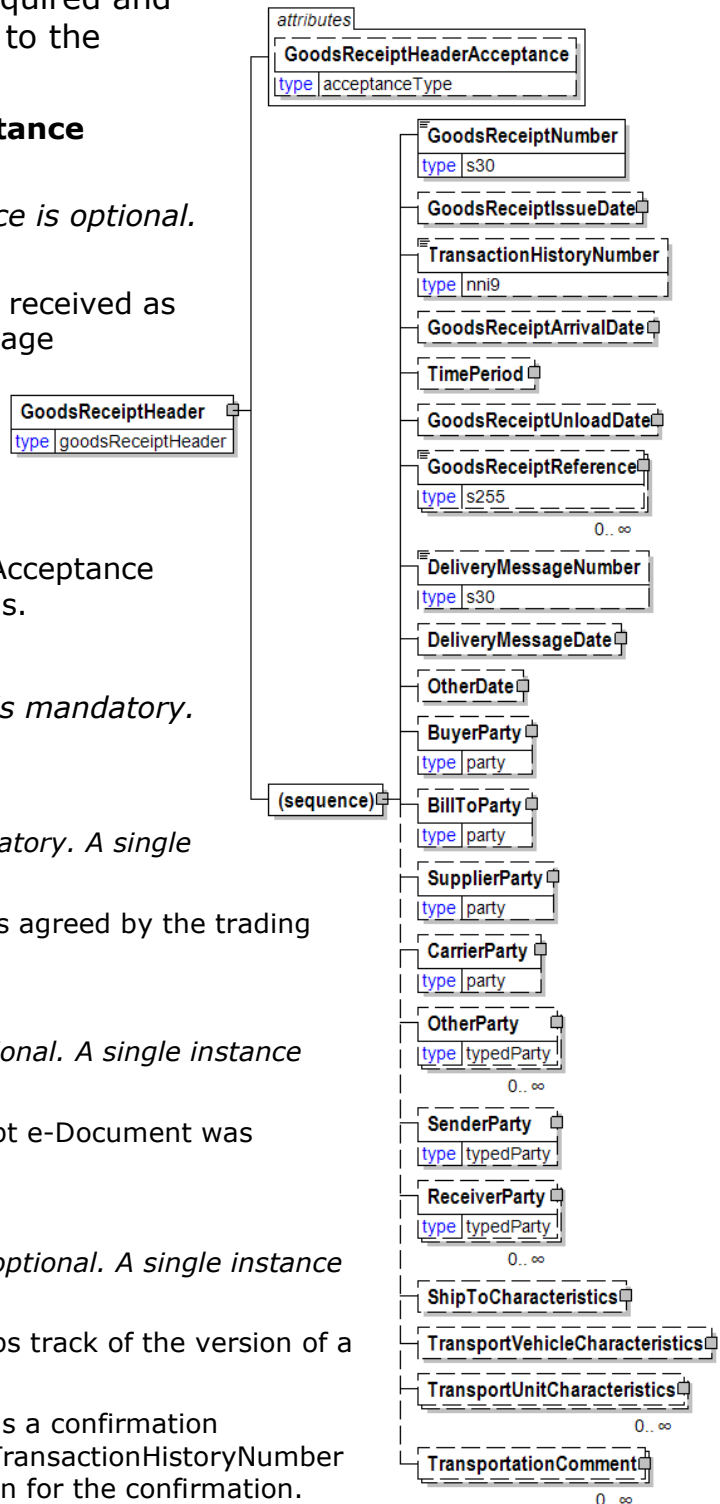 quired and
to the
tance
ce is optional.
received as
age
Acceptance
s.
s mandatory.
atory. A single
s agreed by the trading
ional. A single instance
pt e-Document was
optional. A single instance
ps track of the version of a
s a confirmation
TransactionHistoryNumber
n for the confirmation.
GoodsReceiptHeader
type goodsReceiptHeader
attributes
GoodsReceiptHeaderAcceptance
type acceptanceType
(sequence)
GoodsReceiptNumber
type s30
GoodsReceiptIssueDate
TransactionHistoryNumber
type nni9
GoodsReceiptArrivalDate
TimePeriod
GoodsReceiptUnloadDate
GoodsReceiptReference
type s255
0.. ∞
DeliveryMessageNumber
type s30
DeliveryMessageDate
OtherDate
BuyerParty
type party
BillToParty
type party
SupplierParty
type party
CarrierParty
type party
OtherParty
type typedParty
0.. ∞
SenderParty
type typedParty
ReceiverParty
type typedParty
0.. ∞
ShipToCharacteristics
TransportVehicleCharacteristics
TransportUnitCharacteristics
0.. ∞
TransportationComment
0.. ∞